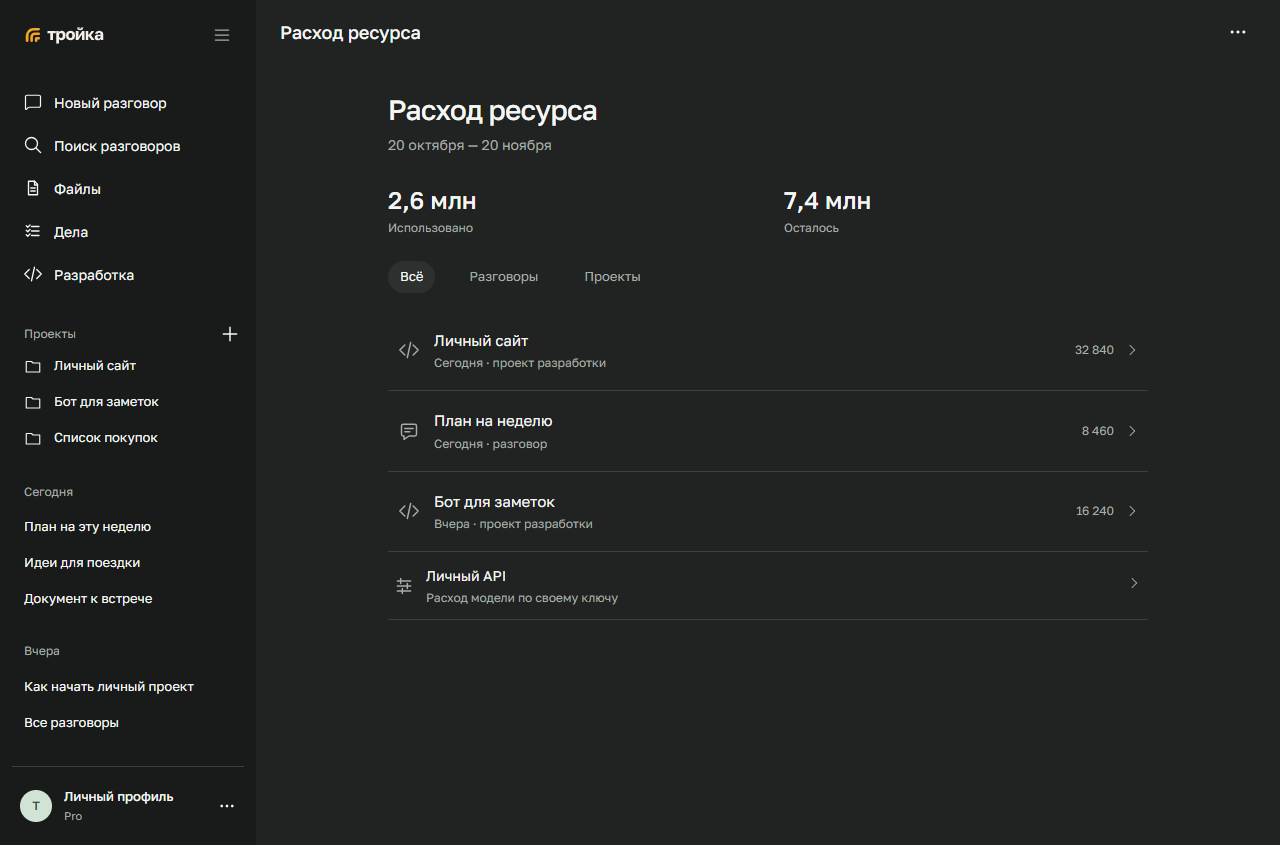 тройка
Новый разговор
Поиск разговоров
Файлы
Дела
Разработка
Проекты
Личный сайт
Бот для заметок
Список покупок
Сегодня
План на эту неделю
Идеи для поездки
Документ к встрече
Вчера
Как начать личный проект
Все разговоры
Т
Личный профиль
Pro
Расход ресурса
Расход ресурса
20 октября — 20 ноября
2,6 млн
Использовано
7,4 млн
Осталось
Всё
Разговоры
Проекты
Личный сайт
Сегодня · проект разработки
32 840
План на неделю
Сегодня · разговор
8 460
Бот для заметок
Вчера · проект разработки
16 240
Личный API
Расход модели по своему ключу